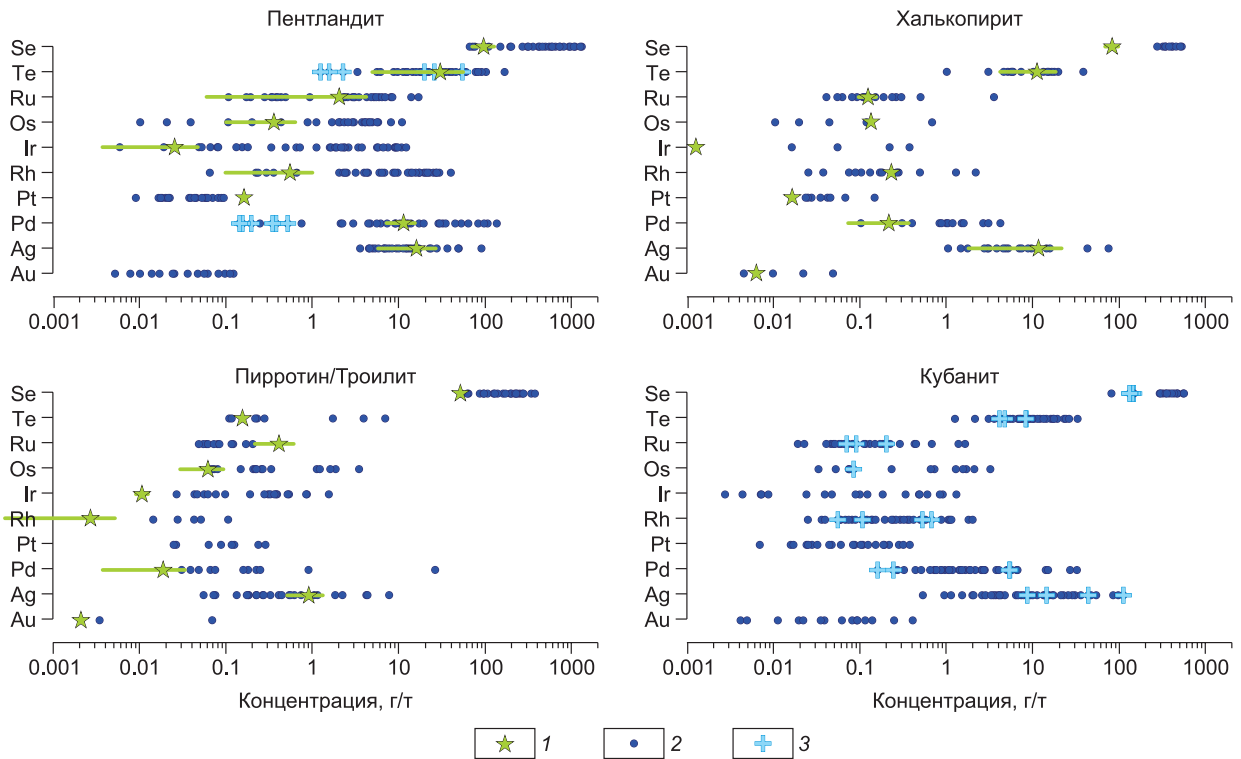 Пентландит
Se
Te
Ru
Os
Ir
Rh
Pt
Pd
Ag
Au
0.001 0.01 0.1 1 10 100 1000
Халькопирит
Se
Te
Ru
Os
Ir
Rh
Pt
Pd
Ag
Au
0.001 0.01 0.1 1 10 100 1000
Пирротин/Троилит
Se
Te
Ru
Os
Ir
Rh
Pt
Pd
Ag
Au
0.001 0.01 0.1 1 10 100 1000
Концентрация, г/т
Кубанит
Se
Te
Ru
Os
Ir
Rh
Pt
Pd
Ag
Au
0.001 0.01 0.1 1 10 100 1000
Концентрация, г/т
1 2 3